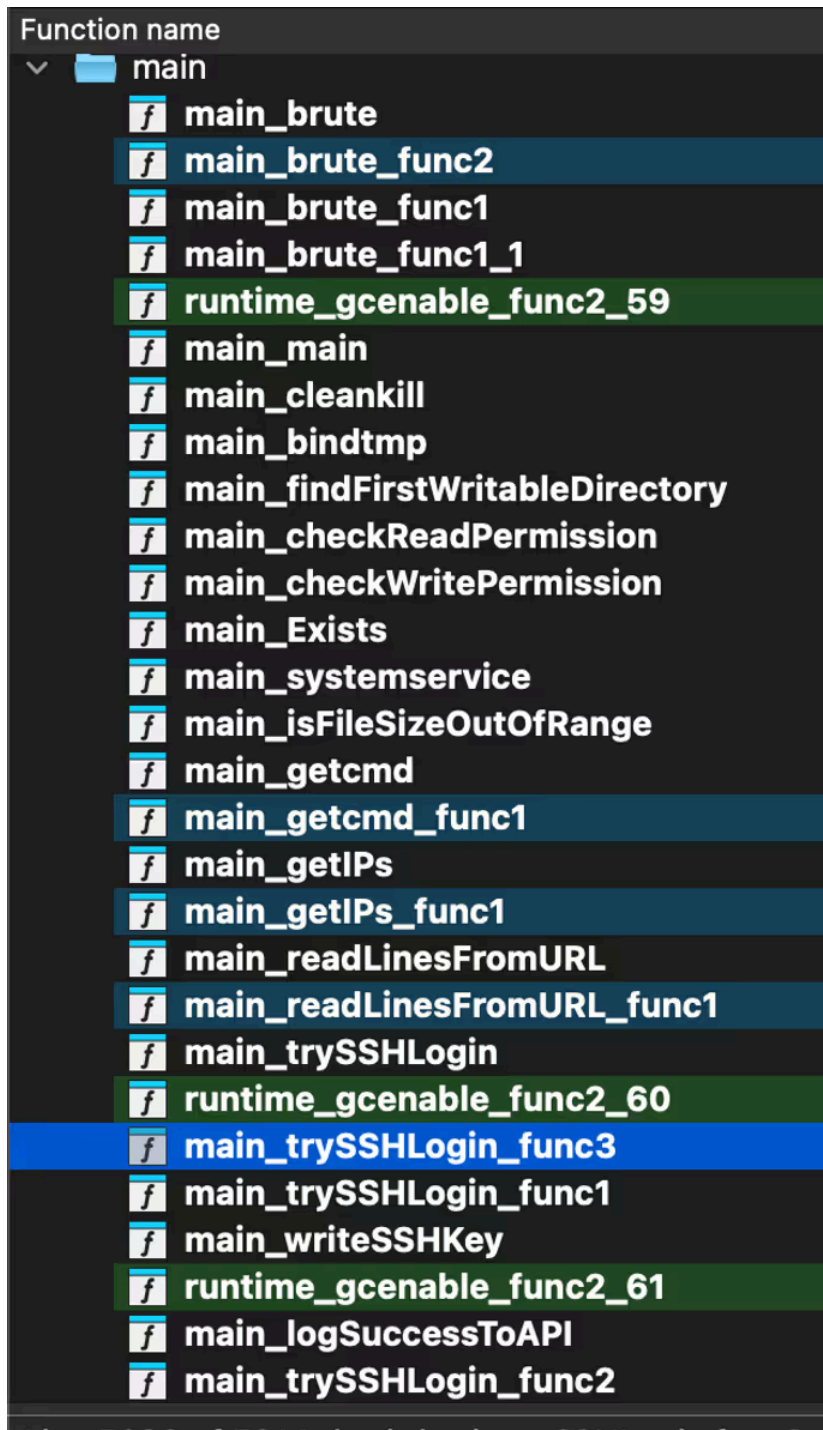 Function name
main
main_brute
main_brute_func2
main_brute_func1
main_brute_func1_1
runtime_gcenable_func2_59
main_main
main_cleankill
main_bindtmp
main_findFirstWritableDirectory
main_checkReadPermission
main_checkWritePermission
main_Exists
main_systemservice
main_isFileSizeOutOfRange
main_getcmd
main_getcmd_func1
main_getIPs
main_getIPs_func1
main_readLinesFromURL
main_readLinesFromURL_func1
main_trySSHLogin
runtime_gcenable_func2_60
main_trySSHLogin_func3
main_trySSHLogin_func1
main_writeSSHKey
runtime_gcenable_func2_61
main_logSuccessToAPI
main_trySSHLogin_func2